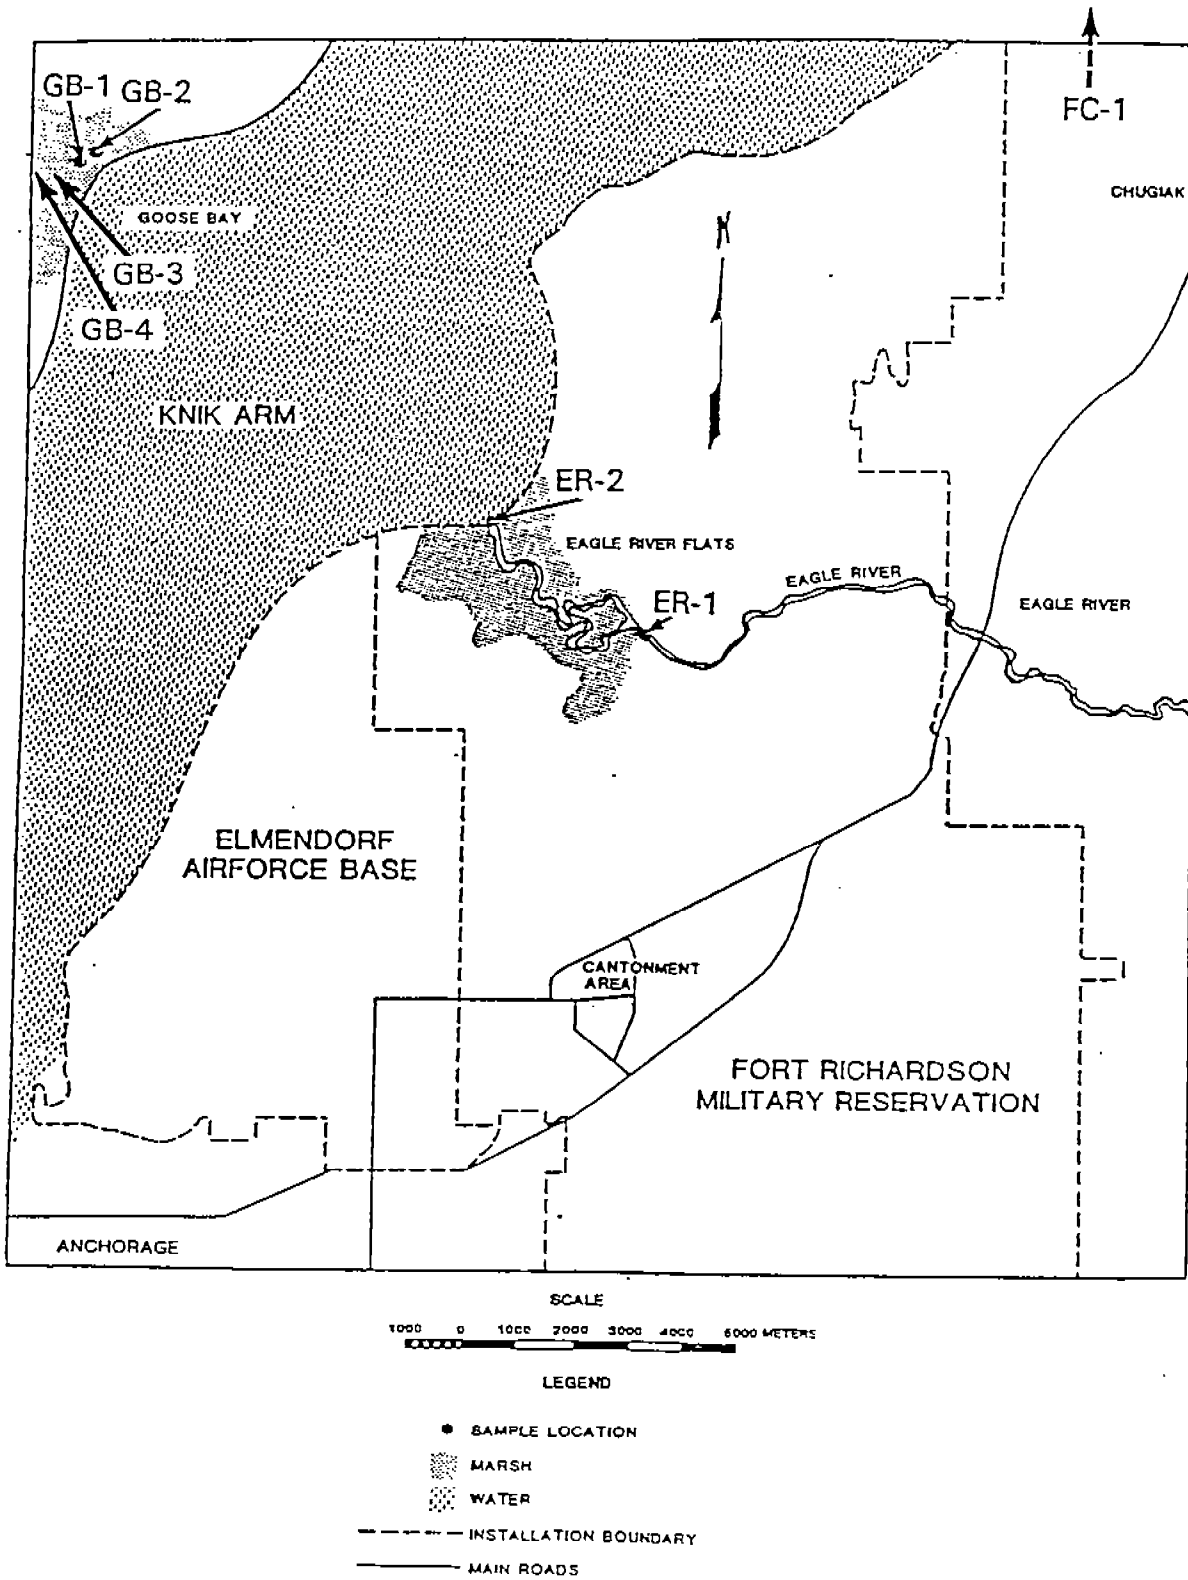 GB-1 GB-2
FC-1
CHUGIAK
GOOSE BAY
N
GB-3
GB-4
KNIK ARM
ER-2
EAGLE RIVER FLATS
EAGLE RIVER
ER-1
EAGLE RIVER
ELMENDORF
AIRFORCE BASE
CANTONMENT
AREA
FORT RICHARDSON
MILITARY RESERVATION
ANCHORAGE
SCALE
1000 0 1000 2000 3000 4000 5000 METERS
LEGEND
SAMPLE LOCATION
MARSH
WATER
INSTALLATION BOUNDARY
MAIN ROADS